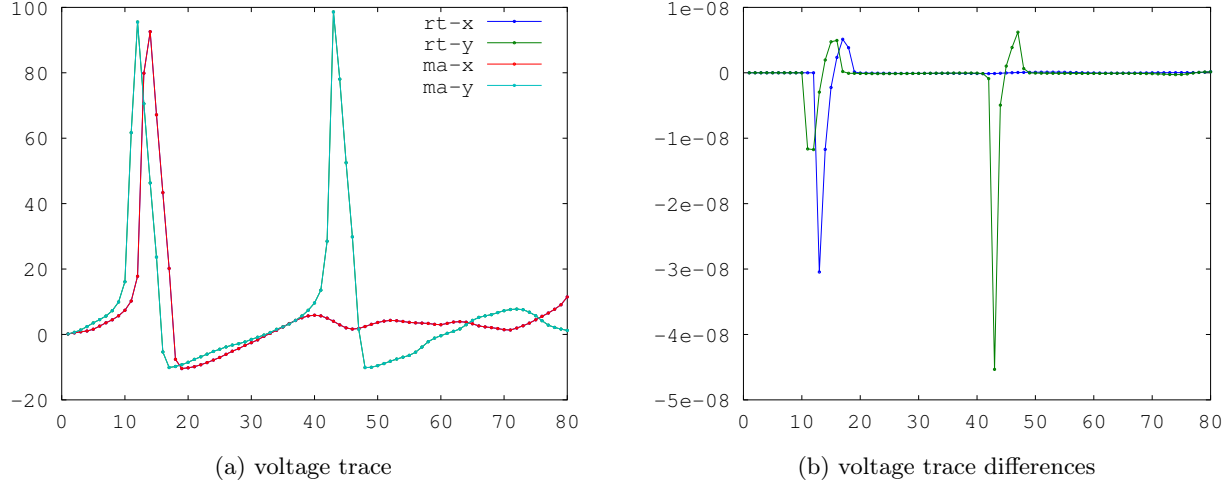 100
80
60
40
20
0
-20
0 10 20 30 40 50 60 70 80
rt-x
rt-y
ma-x
ma-y
(a) voltage trace
1e-08
0
-1e-08
-2e-08
-3e-08
-4e-08
-5e-08
0 10 20 30 40 50 60 70 80
(b) voltage trace differences